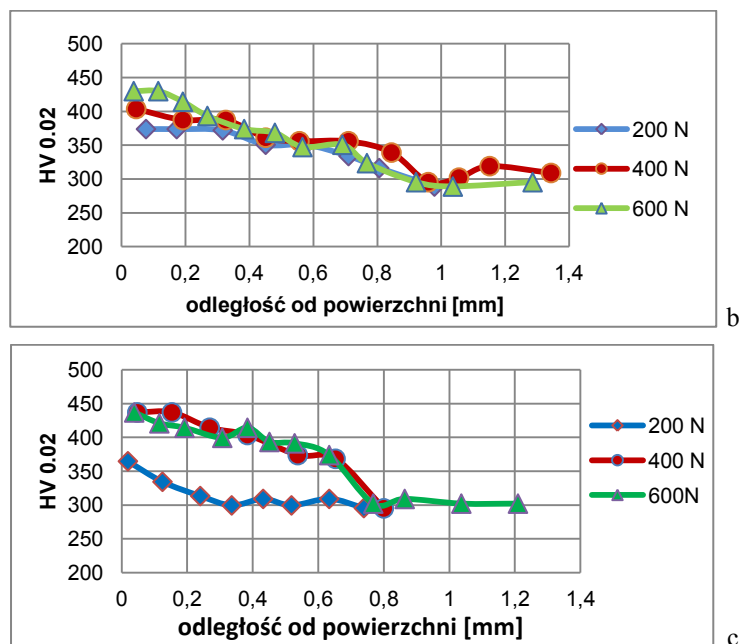 500
450
400
350
300
250
200
HV 0.02
0 0,2 0,4 0,6 0,8 1 1,2 1,4
odległość od powierzchni [mm]
200 N
400 N
600 N
b
500
450
400
350
300
250
200
HV 0.02
0 0,2 0,4 0,6 0,8 1 1,2 1,4
odległość od powierzchni [mm]
200 N
400 N
600N
c